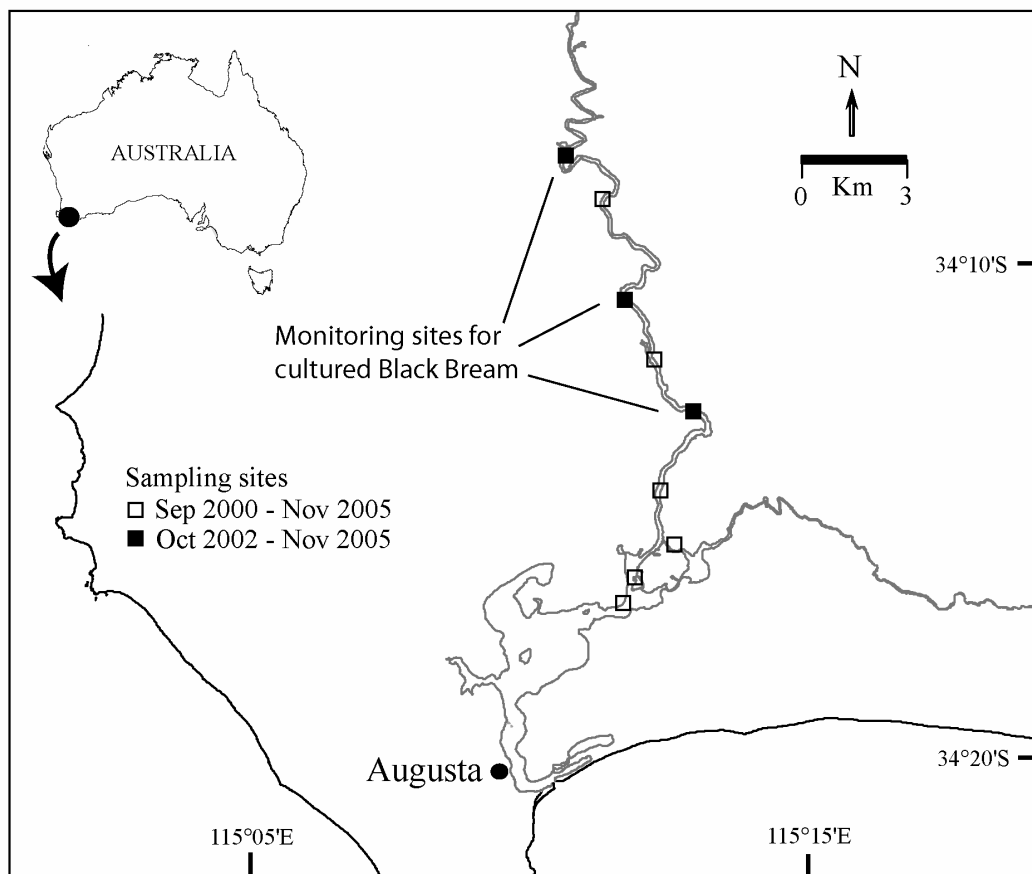 AUSTRALIA
N
0 3
Km
34°10'S
Monitoring sites for
cultured Black Bream
Sampling sites
Sep 2000 - Nov 2005
Oct 2002 - Nov 2005
Augusta
34°20'S
115°05'E
115°15'E